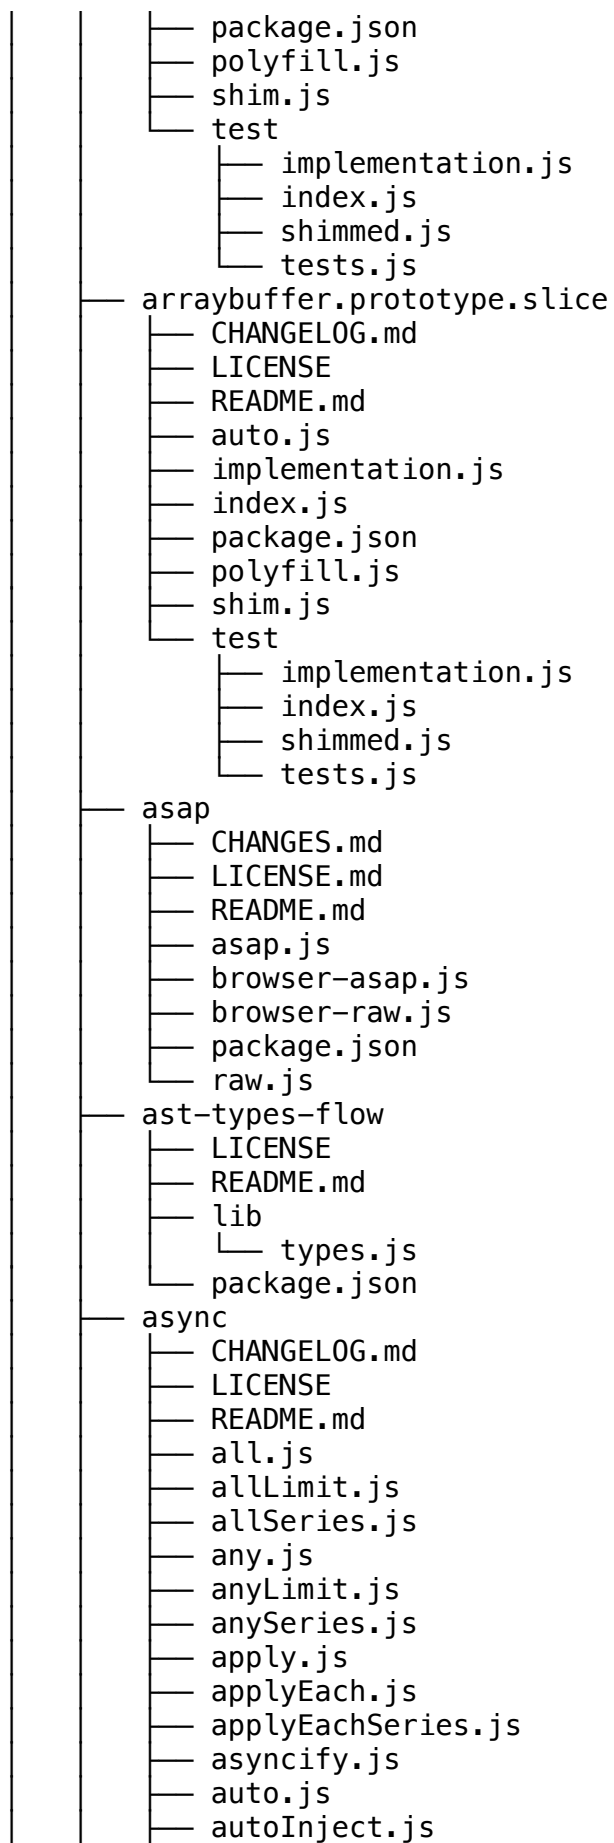 │   │   ├── package.json
│   │   ├── polyfill.js
│   │   ├── shim.js
│   │   └── test
│   │       ├── implementation.js
│   │       ├── index.js
│   │       ├── shimmed.js
│   │       └── tests.js
│   ├── arraybuffer.prototype.slice
│   │   ├── CHANGELOG.md
│   │   ├── LICENSE
│   │   ├── README.md
│   │   ├── auto.js
│   │   ├── implementation.js
│   │   ├── index.js
│   │   ├── package.json
│   │   ├── polyfill.js
│   │   ├── shim.js
│   │   └── test
│   │       ├── implementation.js
│   │       ├── index.js
│   │       ├── shimmed.js
│   │       └── tests.js
│   ├── asap
│   │   ├── CHANGES.md
│   │   ├── LICENSE.md
│   │   ├── README.md
│   │   ├── asap.js
│   │   ├── browser-asap.js
│   │   ├── browser-raw.js
│   │   ├── package.json
│   │   └── raw.js
│   ├── ast-types-flow
│   │   ├── LICENSE
│   │   ├── README.md
│   │   ├── lib
│   │   │   └── types.js
│   │   └── package.json
│   ├── async
│   │   ├── CHANGELOG.md
│   │   ├── LICENSE
│   │   ├── README.md
│   │   ├── all.js
│   │   ├── allLimit.js
│   │   ├── allSeries.js
│   │   ├── any.js
│   │   ├── anyLimit.js
│   │   ├── anySeries.js
│   │   ├── apply.js
│   │   ├── applyEach.js
│   │   ├── applyEachSeries.js
│   │   ├── asyncify.js
│   │   ├── auto.js
│   │   ├── autoInject.js